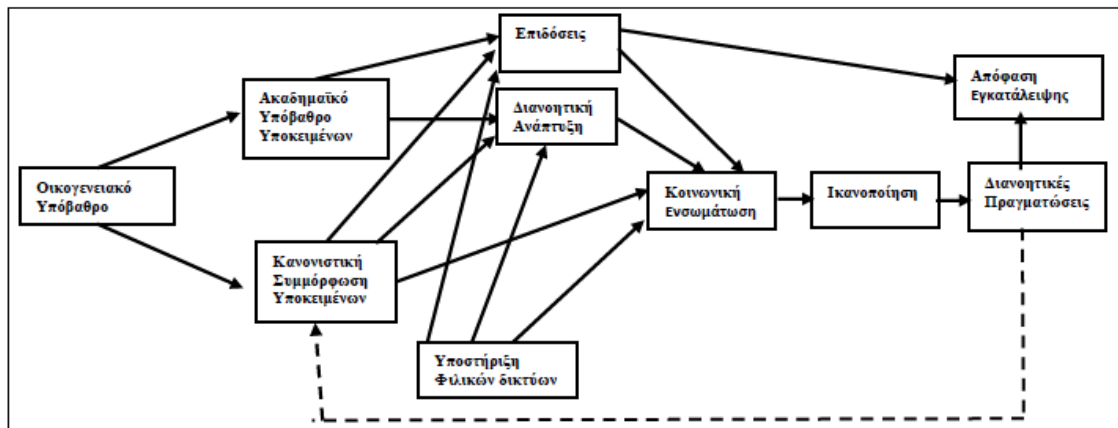 Επιδόσεις
Απόφαση
Εγκατάλειψης
Ακαδημαϊκό
Υπόβαθρο
Υποκειμένων
Διανοητική
Ανάπτυξη
Οικογενειακό
Υπόβαθρο
Κοινωνική
Ενσωμάτωση
Ικανοποίηση
Διανοητικές
Πραγματώσεις
Κανονιστική
Συμμόρφωση
Υποκειμένων
Υποστήριξη
Φιλικών δικτύων